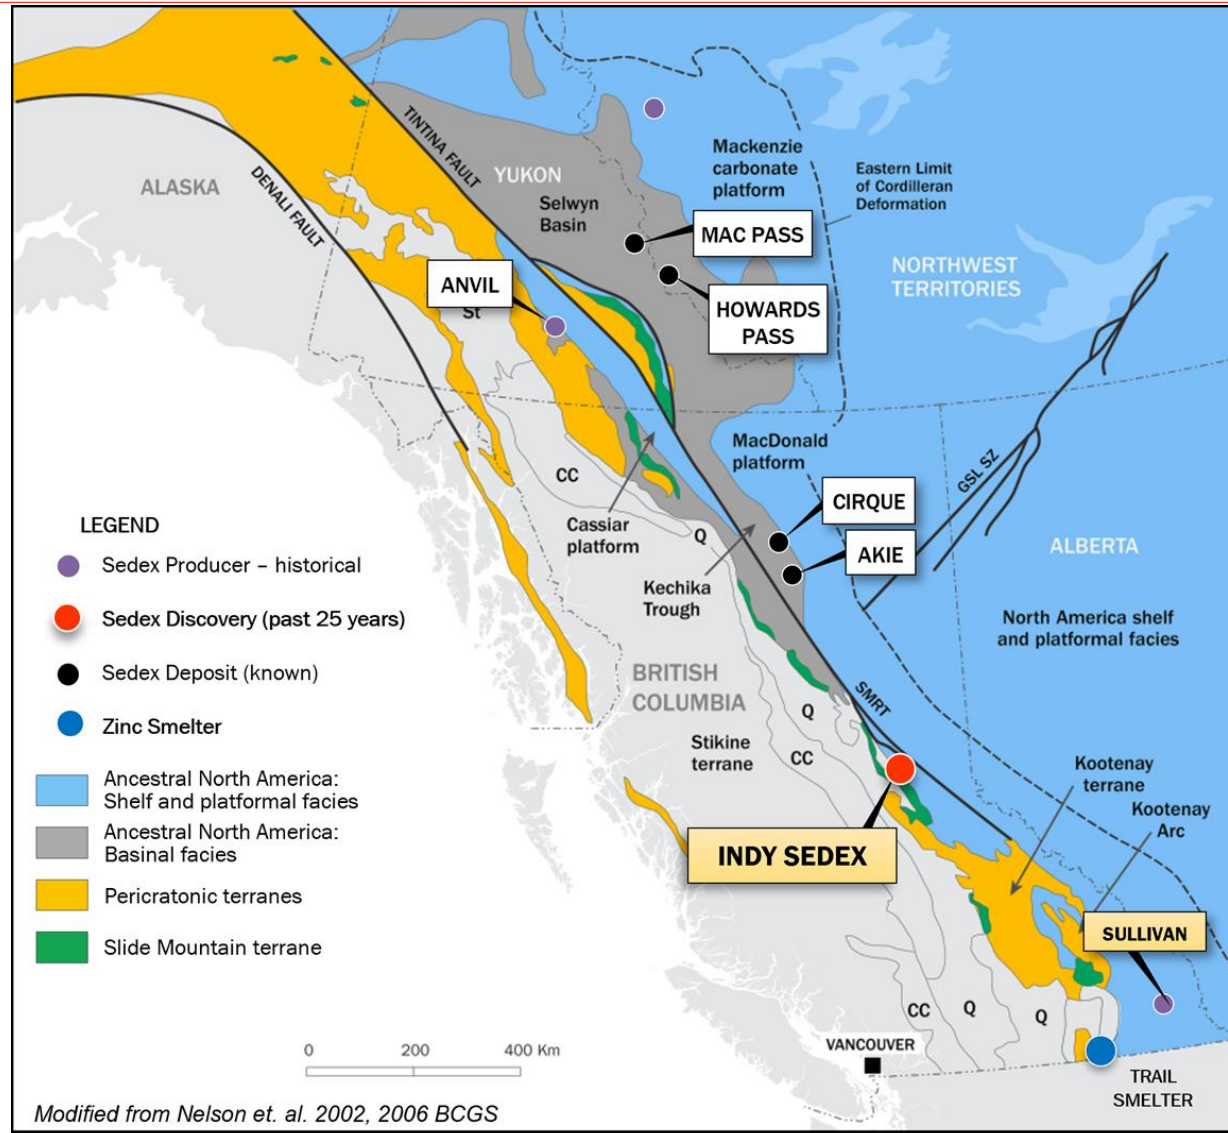 ALASKA
DENALI FAULT
TINTINA FAULT
YUKON
Selwyn
Basin
Mackenzie
carbonate
platform
Eastern Limit
of Cordilleran
Deformation
MAC PASS
NORTHWEST
TERRITORIES
ANVIL
St
HOWARDS
PASS
MacDonald
platform
GSL SZ
CC
CIRQUE
Cassiar
platform
Q
AKIE
ALBERTA
Kechika
Trough
North America shelf
and platformal facies
LEGEND
Sedex Producer – historical
Sedex Discovery (past 25 years)
Sedex Deposit (known)
Zinc Smelter
Ancestral North America:
Shelf and platformal facies
Ancestral North America:
Basinal facies
Pericratonic terranes
Slide Mountain terrane
BRITISH
COLUMBIA
SMRT
Q
Stikine
terrane
CC
Kootenay
terrane
Kootenay
Arc
INDY SEDEX
SULLIVAN
CC
Q
Q
VANCOUVER
TRAIL
SMELTER
0 200 400 Km
Modified from Nelson et. al. 2002, 2006 BCGS